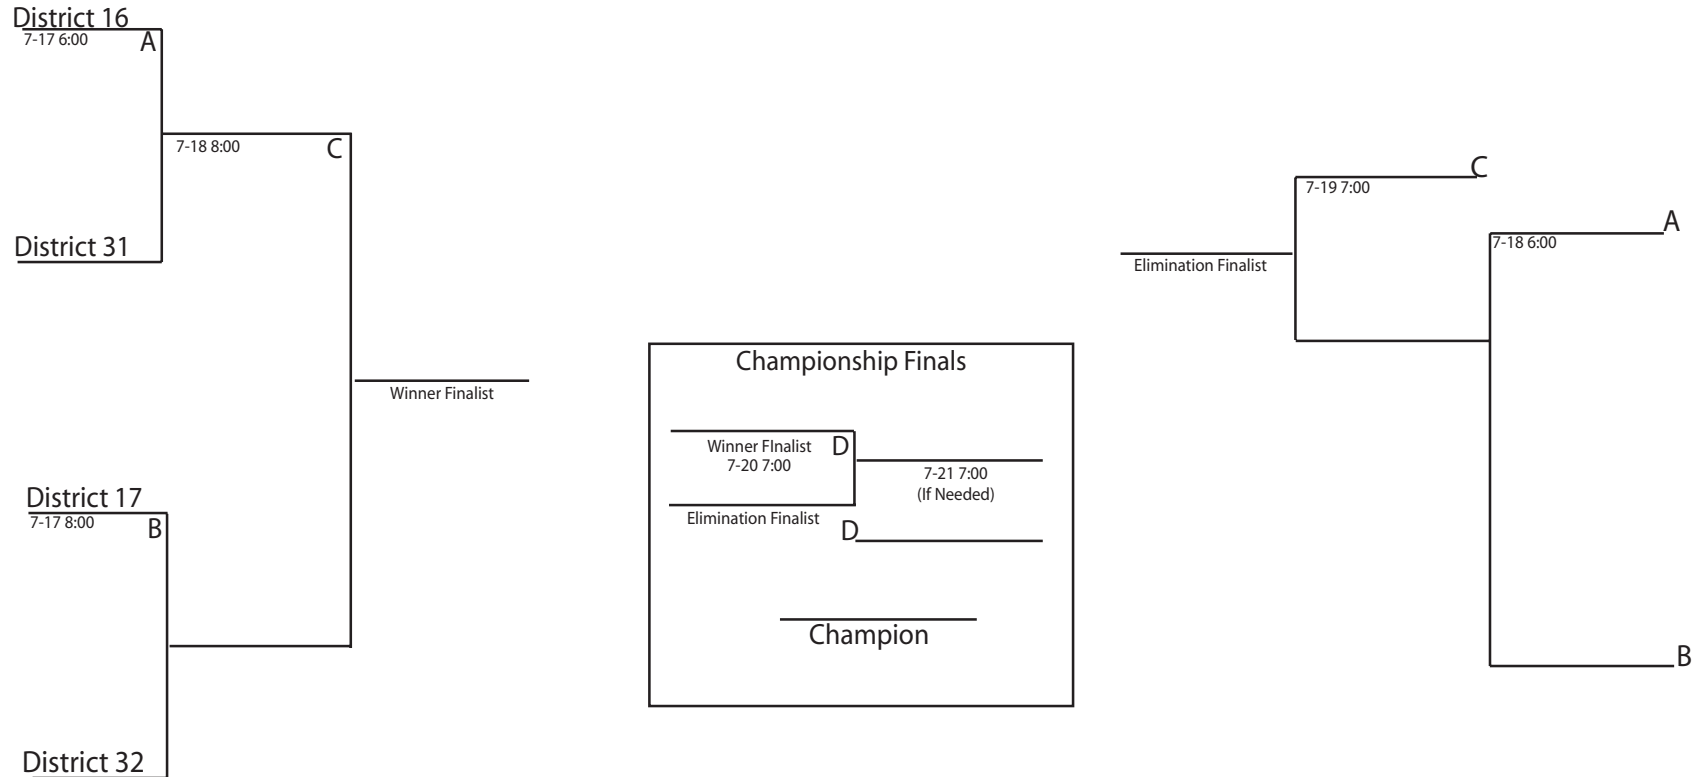 District 16
7-17 6:00
A
7-18 8:00
C
District 31
Winner Finalist
District 17
7-17 8:00
B
District 32
Championship Finals
Winner FInalist
D
7-20 7:00
7-21 7:00
(If Needed)
Elimination Finalist
D
Champion
C
7-19 7:00
A
7-18 6:00
Elimination Finalist
B